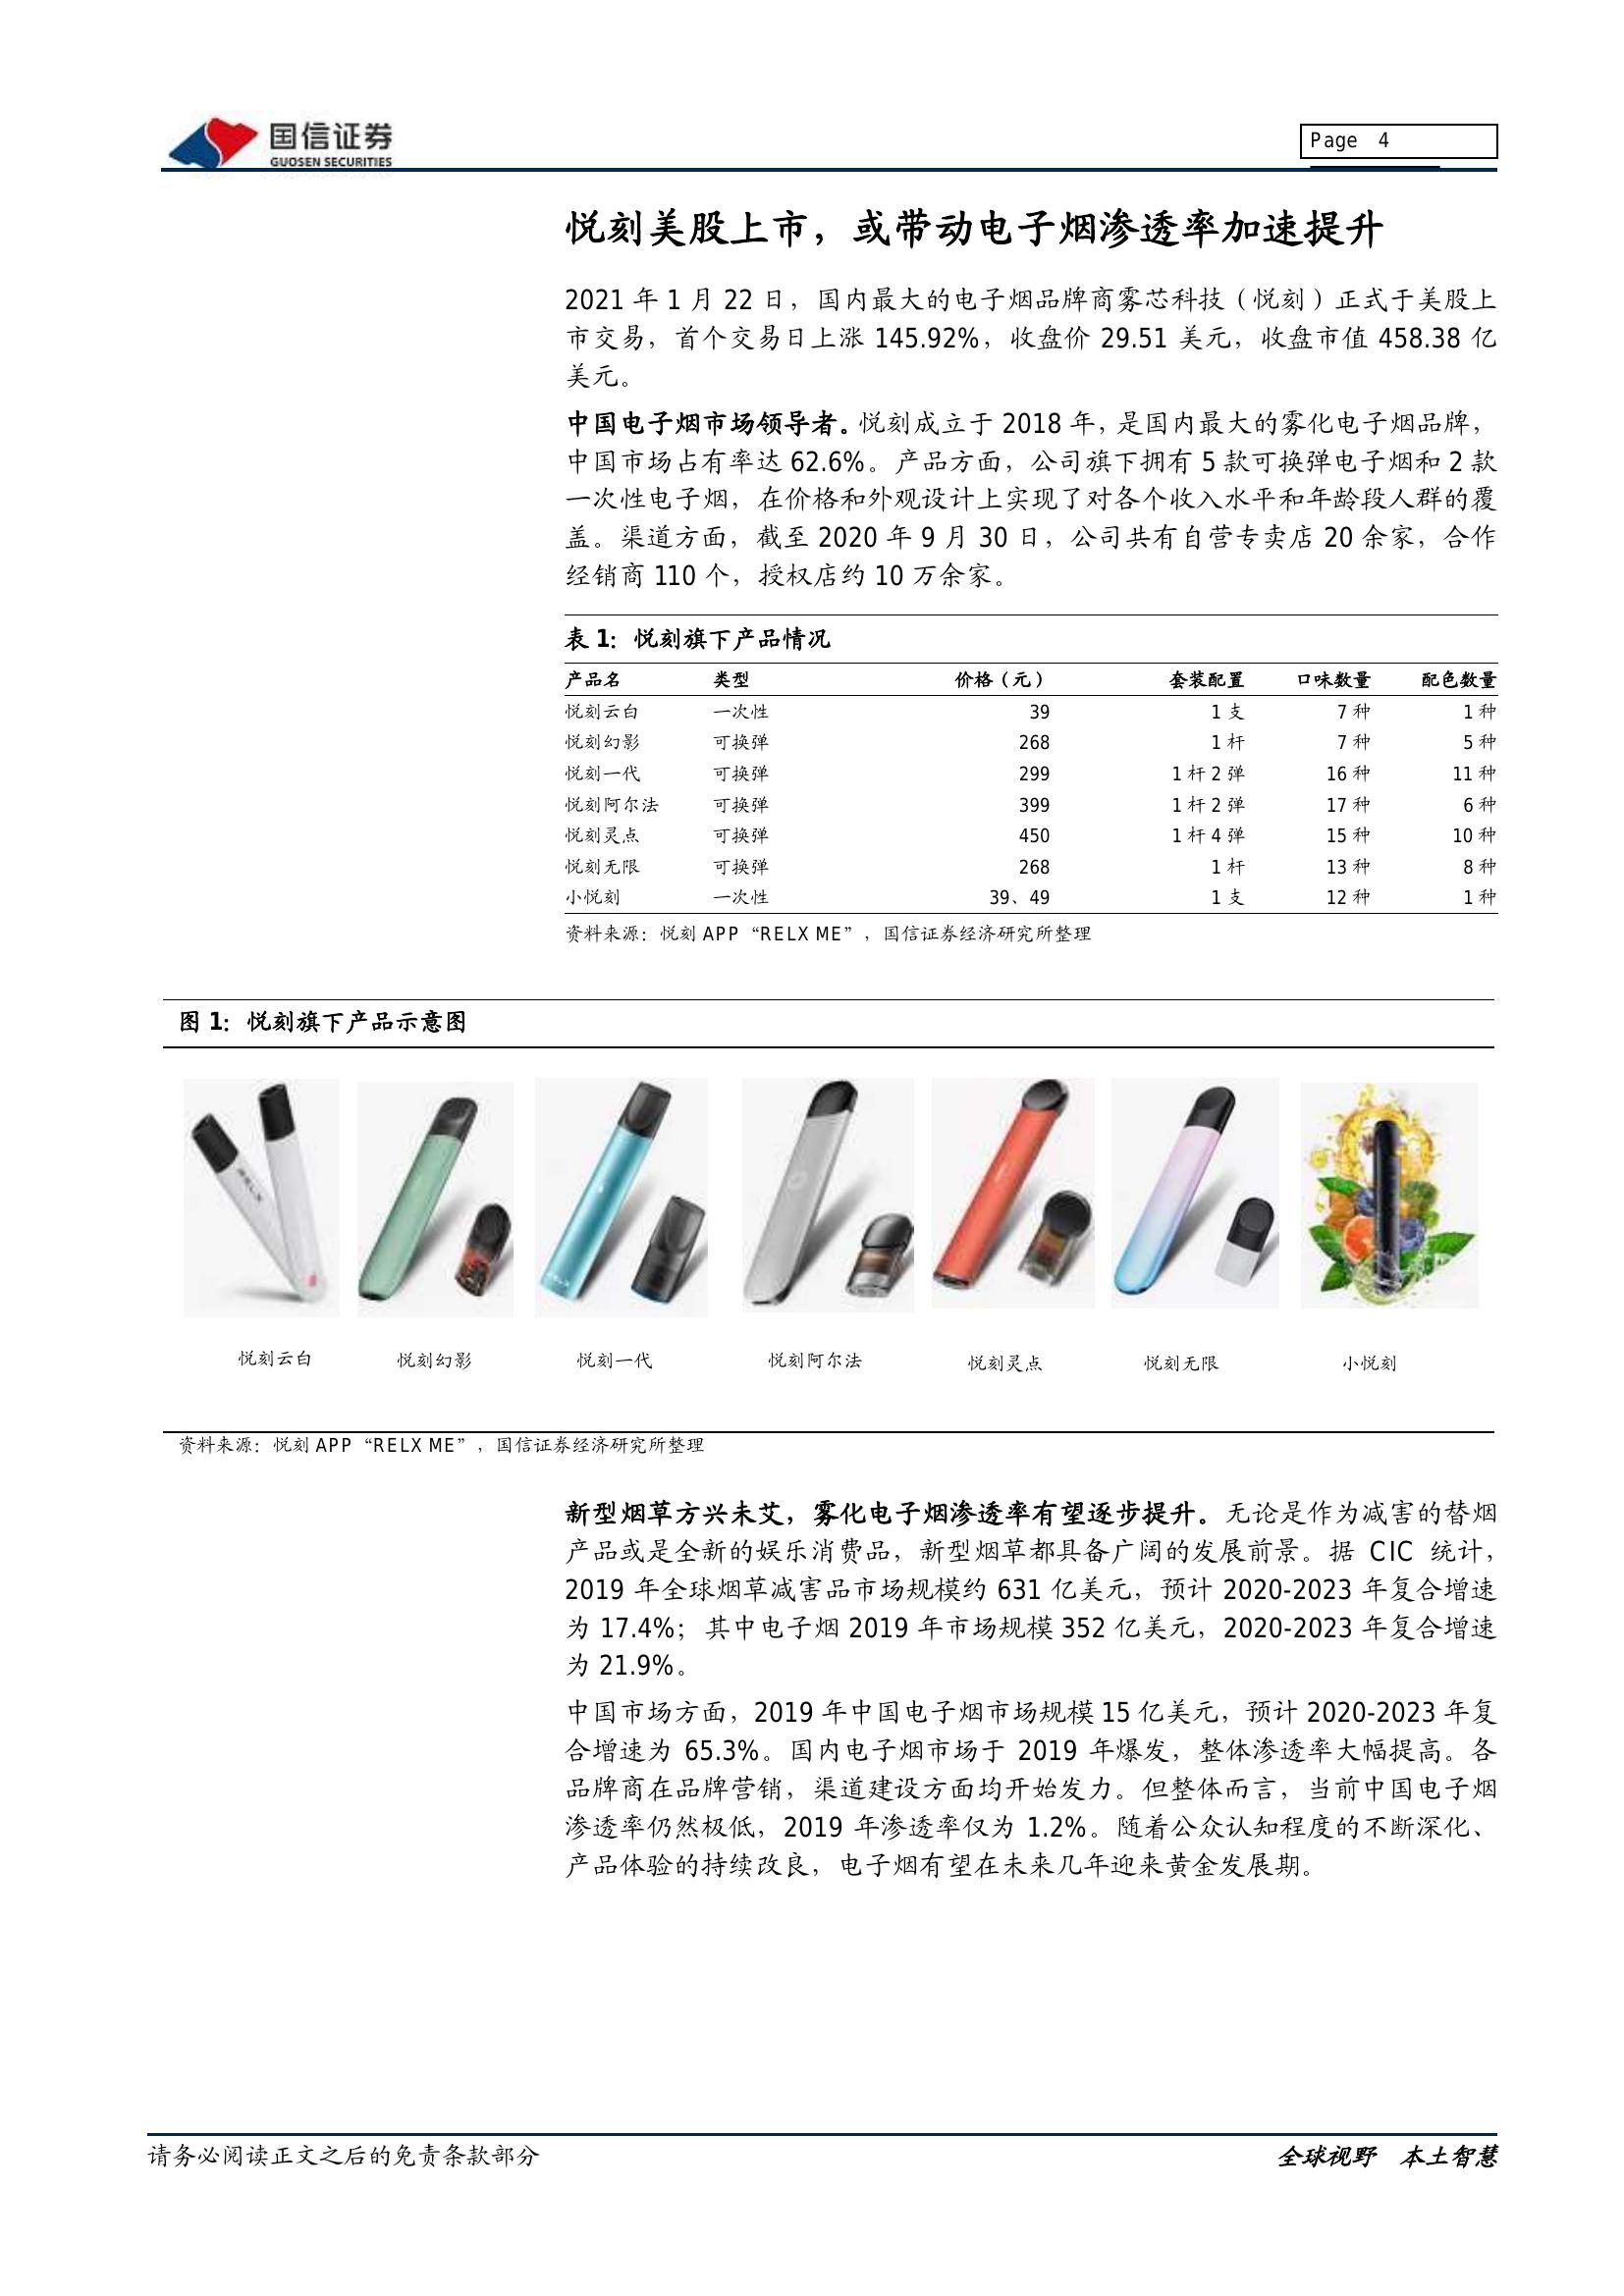 国信证券
GUOSEN SECURITIES
Page 4
悦刻美股上市，或带动电子烟渗透率加速提升
2021 年 1 月 22 日，国内最大的电子烟品牌商雾芯科技（悦刻）正式于美股上
市交易，首个交易日上涨 145.92%，收盘价 29.51 美元，收盘市值 458.38 亿
美元。
中国电子烟市场领导者。悦刻成立于 2018 年，是国内最大的雾化电子烟品牌，
中国市场占有率达 62.6%。产品方面，公司旗下拥有 5 款可换弹电子烟和 2 款
一次性电子烟，在价格和外观设计上实现了对各个收入水平和年龄段人群的覆
盖。渠道方面，截至 2020 年 9 月 30 日，公司共有自营专卖店 20 余家，合作
经销商 110 个，授权店约 10 万余家。
表 1：悦刻旗下产品情况
产品名 类型 价格（元） 套装配置 口味数量 配色数量
悦刻云白 一次性 39 1 支 7 种 1 种
悦刻幻影 可换弹 268 1 杆 7 种 5 种
悦刻一代 可换弹 299 1 杆 2 弹 16 种 11 种
悦刻阿尔法 可换弹 399 1 杆 2 弹 17 种 6 种
悦刻灵点 可换弹 450 1 杆 4 弹 15 种 10 种
悦刻无限 可换弹 268 1 杆 13 种 8 种
小悦刻 一次性 39、49 1 支 12 种 1 种
资料来源：悦刻 APP“RELX ME”，国信证券经济研究所整理
图 1：悦刻旗下产品示意图
RELX
RELX
悦刻云白 悦刻幻影 悦刻一代 悦刻阿尔法 悦刻灵点 悦刻无限 小悦刻
资料来源：悦刻 APP“RELX ME”，国信证券经济研究所整理
新型烟草方兴未艾，雾化电子烟渗透率有望逐步提升。无论是作为减害的替烟
产品或是全新的娱乐消费品，新型烟草都具备广阔的发展前景。据 CIC 统计，
2019 年全球烟草减害品市场规模约 631 亿美元，预计 2020-2023 年复合增速
为 17.4%；其中电子烟 2019 年市场规模 352 亿美元，2020-2023 年复合增速
为 21.9%。
中国市场方面，2019 年中国电子烟市场规模 15 亿美元，预计 2020-2023 年复
合增速为 65.3%。国内电子烟市场于 2019 年爆发，整体渗透率大幅提高。各
品牌商在品牌营销，渠道建设方面均开始发力。但整体而言，当前中国电子烟
渗透率仍然极低，2019 年渗透率仅为 1.2%。随着公众认知程度的不断深化、
产品体验的持续改良，电子烟有望在未来几年迎来黄金发展期。
请务必阅读正文之后的免责条款部分
全球视野 本土智慧